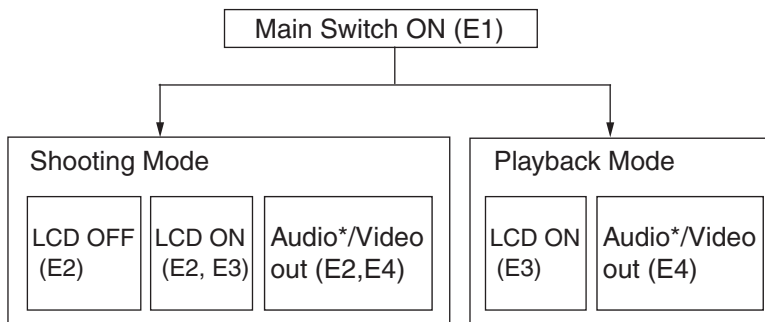 Main Switch ON (E1)
Shooting Mode
LCD OFF
(E2)
LCD ON
(E2, E3)
Audio*/Video
out (E2,E4)
Playback Mode
LCD ON
(E3)
Audio*/Video
out (E4)